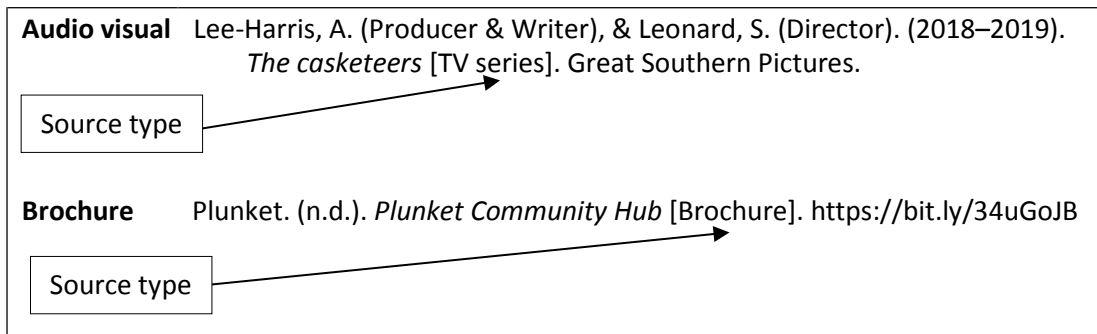 Audio visual Lee-Harris, A. (Producer & Writer), & Leonard, S. (Director). (2018–2019).
The casketeers [TV series]. Great Southern Pictures.
Source type
Brochure Plunket. (n.d.). Plunket Community Hub [Brochure]. https://bit.ly/34uGoJB
Source type